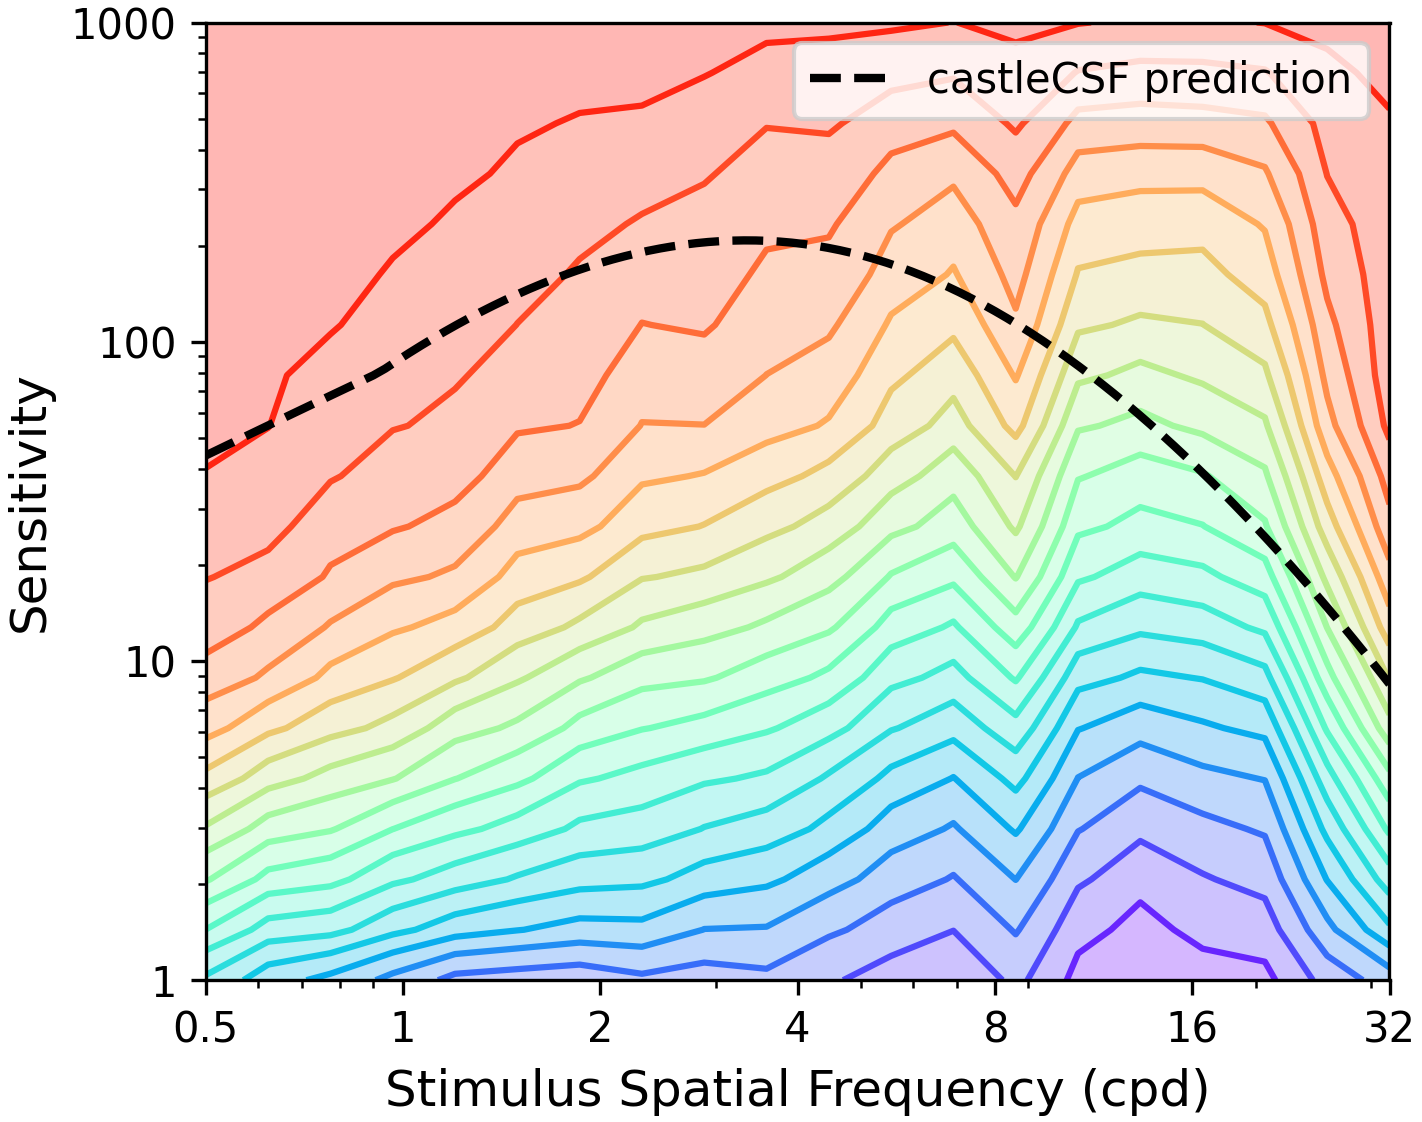 1000
100
10
1
Sensitivity
castleCSF prediction
0.5 1 2 4 8 16 32
Stimulus Spatial Frequency (cpd)